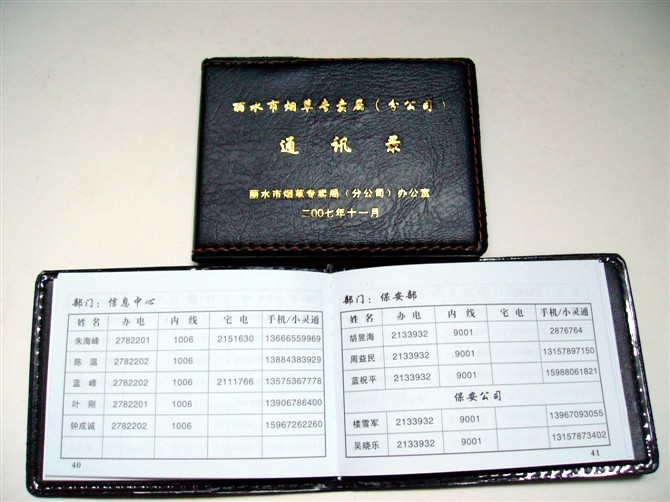 丽水市烟草专卖局(分公司)
通讯录
丽水市烟草专卖局(分公司)办公室
二〇〇七年十一月
部门：信息中心
姓名 办电 内线 宅电 手机/小灵通
朱海峰 2782201 1006 2151630 13666559969
陈温 2782202 1006 13884383929
蓝峰 2782202 1006 2111766 13575367778
叶刚 2782201 1006 13906786400
钟成诚 2782202 1006 15967262260
40
部门：保安部
姓名 办电 内线 宅电 手机/小灵通
胡昱海 2133932 9001 2876764
周益民 2133932 9001 13157897150
蓝祝平 2133932 9001 15988061821
保安公司
楼雪军 2133932 9001 13967093055
吴晓乐 2133932 9001 13157873402
41